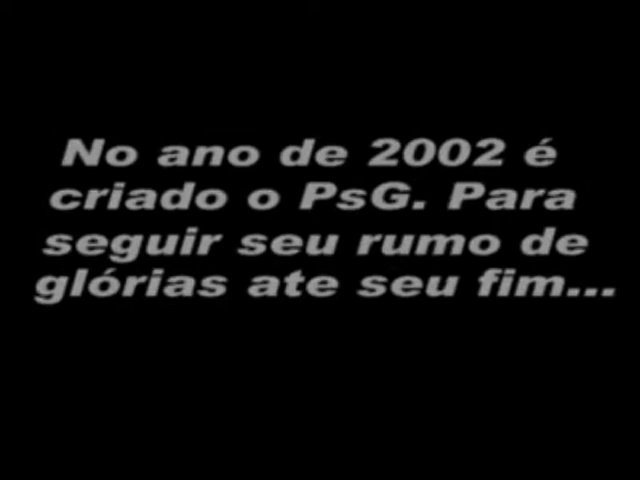 No ano de 2002 é
criado o PsG. Para
seguir seu rumo de
glórias ate seu fim...